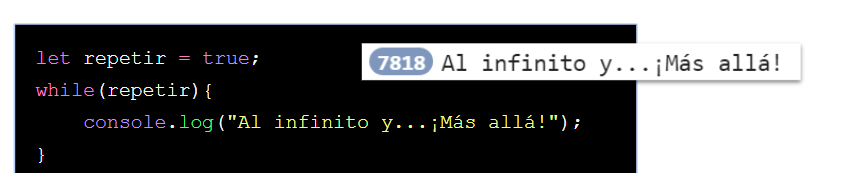 let repetir = true;
7818 Al infinito y...¡Más allá!
while(repetir){
    console.log("Al infinito y...¡Más allá!");
}